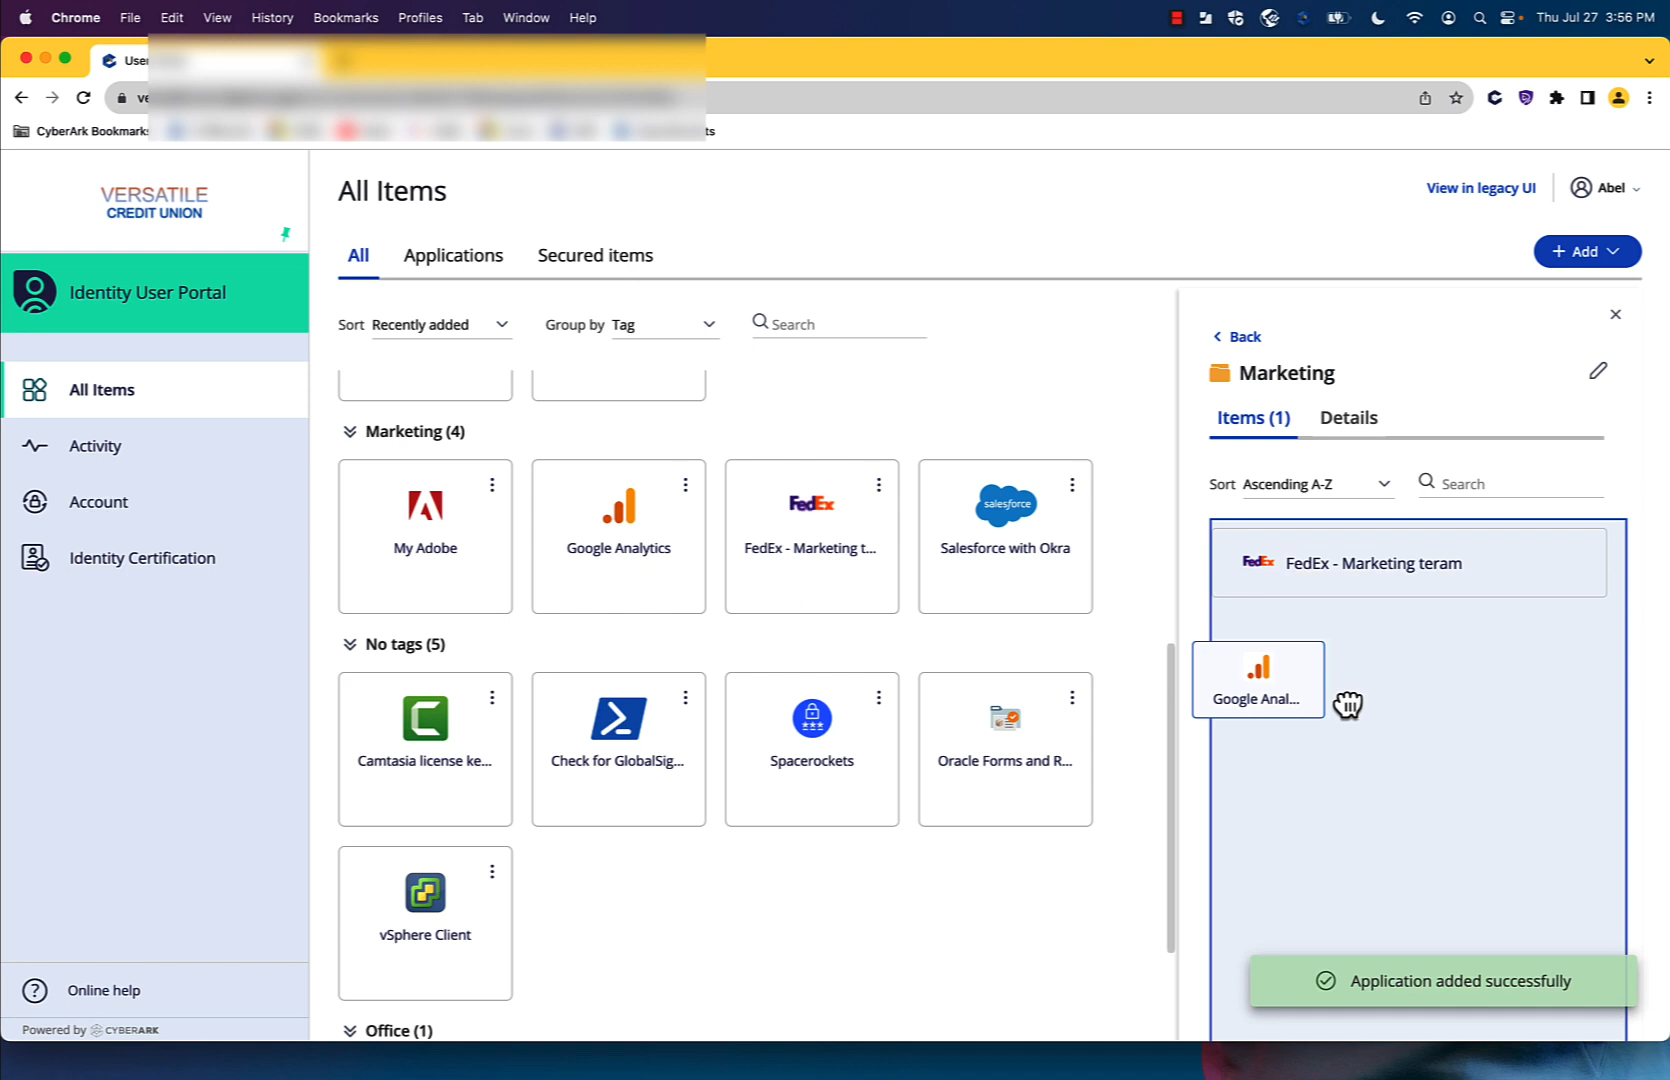 Chrome File Edit View History Bookmarks Profiles Tab Window Help Thu Jul 27 3:56 PM
User
ve
CyberArk Bookmarks
VERSATILE
CREDIT UNION
All Items
View in legacy UI
Abel
All
Applications
Secured items
+ Add
Identity User Portal
Sort Recently added
Group by Tag
Search
Back
Marketing
All Items
Items (1)
Details
Activity
Marketing (4)
Sort Ascending A-Z
Search
Account
My Adobe
Google Analytics
FedEx
FedEx - Marketing t...
salesforce
Salesforce with Okra
FedEx
FedEx - Marketing teram
Identity Certification
No tags (5)
Google Anal...
Camtasia license ke...
Check for GlobalSig...
Spacerockets
Oracle Forms and R...
vSphere Client
Application added successfully
Online help
Powered by CYBERARK
Office (1)